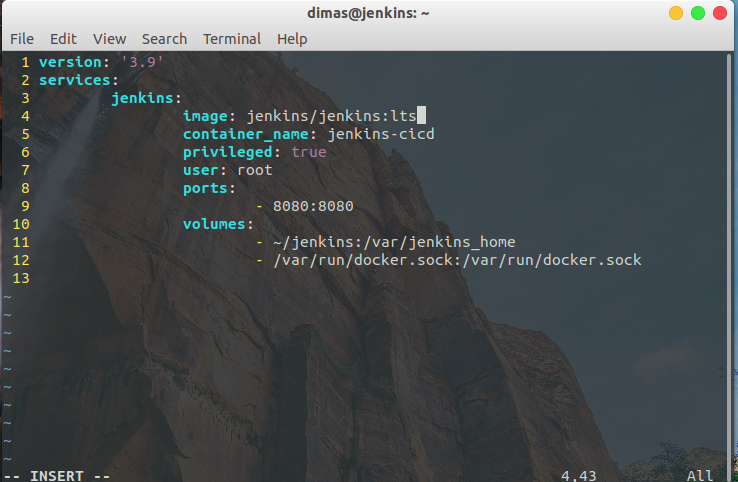 dimas@jenkins: ~
File Edit View Search Terminal Help
1 version: '3.9'
2 services:
3         jenkins:
4                 image: jenkins/jenkins:lts
5                 container_name: jenkins-cicd
6                 privileged: true
7                 user: root
8                 ports:
9                         - 8080:8080
10                 volumes:
11                         - ~/jenkins:/var/jenkins_home
12                         - /var/run/docker.sock:/var/run/docker.sock
13
~
~
~
~
~
~
~
~
~
~
-- INSERT -- 4,43 All